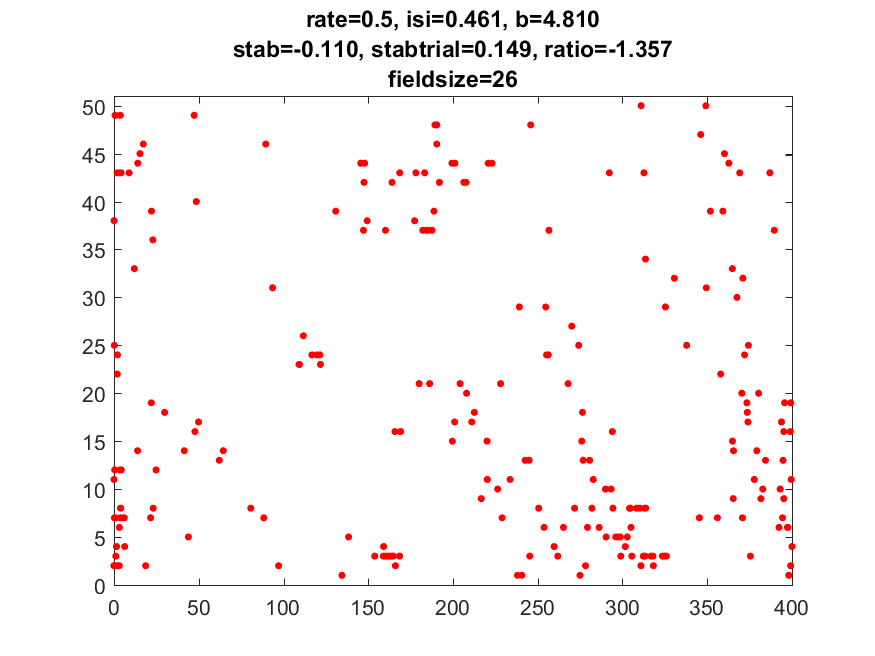 rate=0.5, isi=0.461, b=4.810
stab=-0.110, stabtrial=0.149, ratio=-1.357
fieldsize=26
50
45
40
35
30
25
20
15
10
5
0
0 50 100 150 200 250 300 350 400